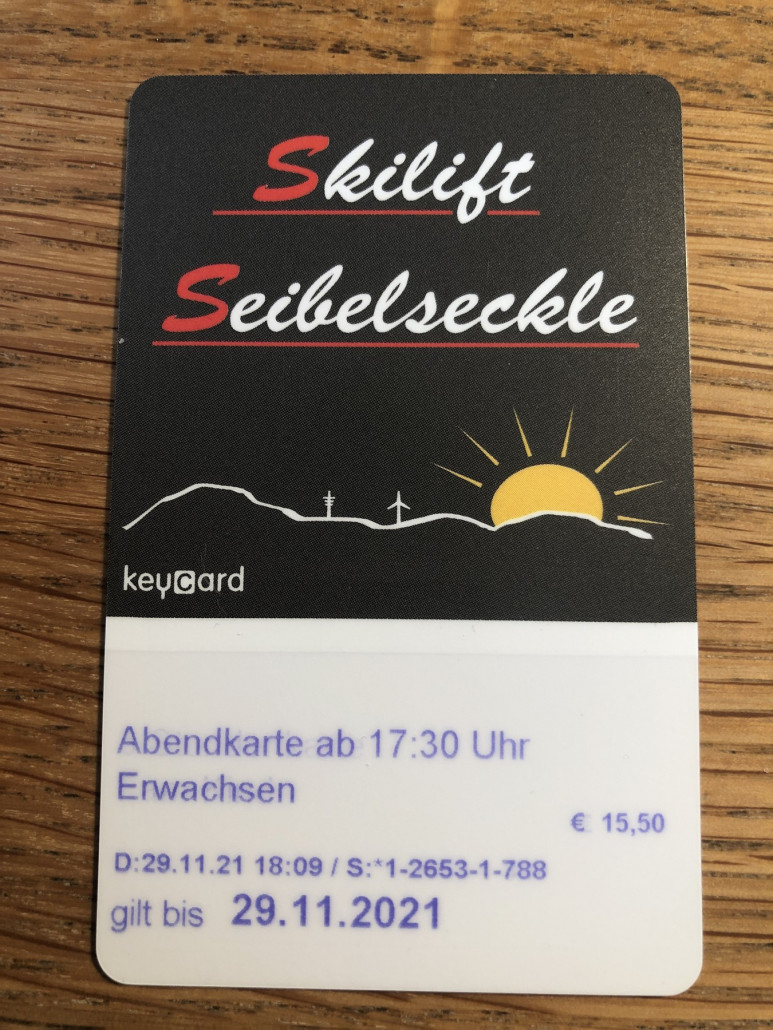 Skilift
Seibelseckle
keycard
Abendkarte ab 17:30 Uhr
Erwachsen
€ 15,50
D:29.11.21 18:09 / S:*1-2653-1-788
gilt bis 29.11.2021